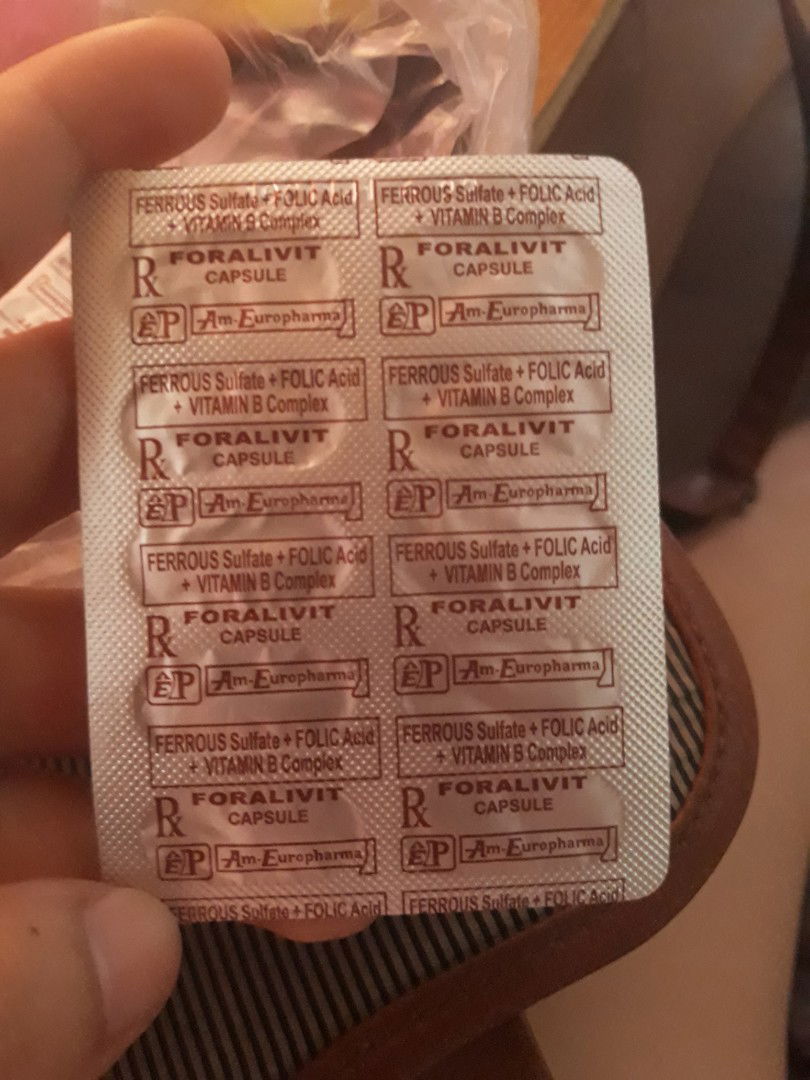 FERROUS Sulfate + FOLIC Acid
+ VITAMIN B Complex
Rx FORALIVIT
CAPSULE
EP Am-Europharma
FERROUS Sulfate + FOLIC Acid
+ VITAMIN B Complex
Rx FORALIVIT
CAPSULE
EP Am-Europharma
FERROUS Sulfate + FOLIC Acid
+ VITAMIN B Complex
Rx FORALIVIT
CAPSULE
EP Am-Europharma
FERROUS Sulfate + FOLIC Acid
+ VITAMIN B Complex
Rx FORALIVIT
CAPSULE
EP Am-Europharma
FERROUS Sulfate + FOLIC Acid
+ VITAMIN B Complex
Rx FORALIVIT
CAPSULE
EP Am-Europharma
FERROUS Sulfate + FOLIC Acid
+ VITAMIN B Complex
Rx FORALIVIT
CAPSULE
EP Am-Europharma
FERROUS Sulfate + FOLIC Acid
+ VITAMIN B Complex
Rx FORALIVIT
CAPSULE
EP Am-Europharma
FERROUS Sulfate + FOLIC Acid
+ VITAMIN B Complex
Rx FORALIVIT
CAPSULE
EP Am-Europharma
FERROUS Sulfate + FOLIC Acid
FERROUS Sulfate + FOLIC Acid